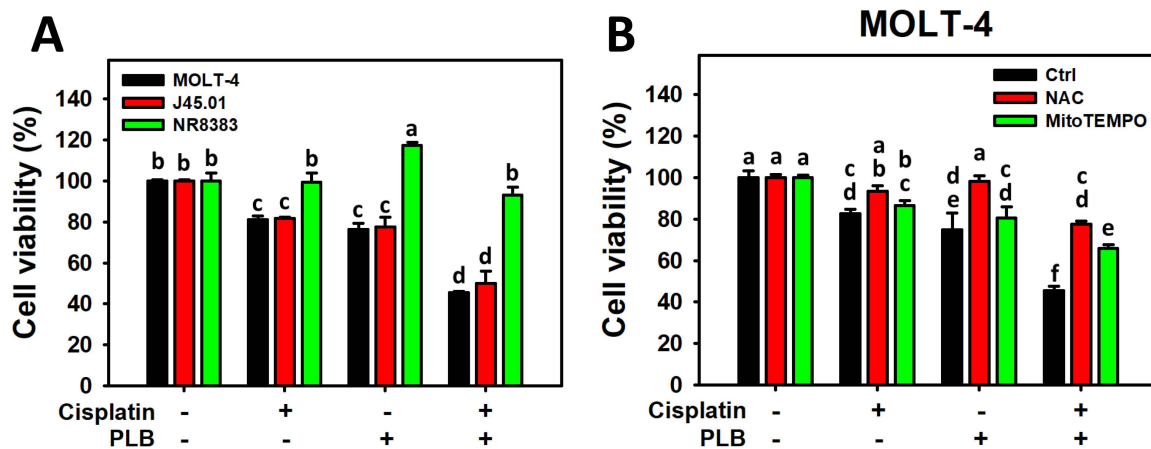 A
Cell viability (%)
140
120
100
80
60
40
20
0
MOLT-4
J45.01
NR8383
b b b
c c b
c c a
d d b
Cisplatin - + - +
PLB - - + +
B
MOLT-4
Cell viability (%)
140
120
100
80
60
40
20
0
Ctrl
NAC
MitoTEMPO
a a a
c d a b b c
d e a c d
f c d e
Cisplatin - + - +
PLB - - + +